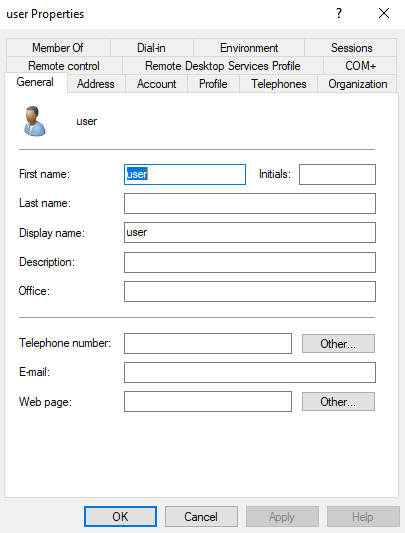 user Properties
?
Member Of Dial-in Environment Sessions
Remote control Remote Desktop Services Profile COM+
General Address Account Profile Telephones Organization
user
First name: user Initials:
Last name:
Display name: user
Description:
Office:
Telephone number: Other...
E-mail:
Web page: Other...
OK Cancel Apply Help